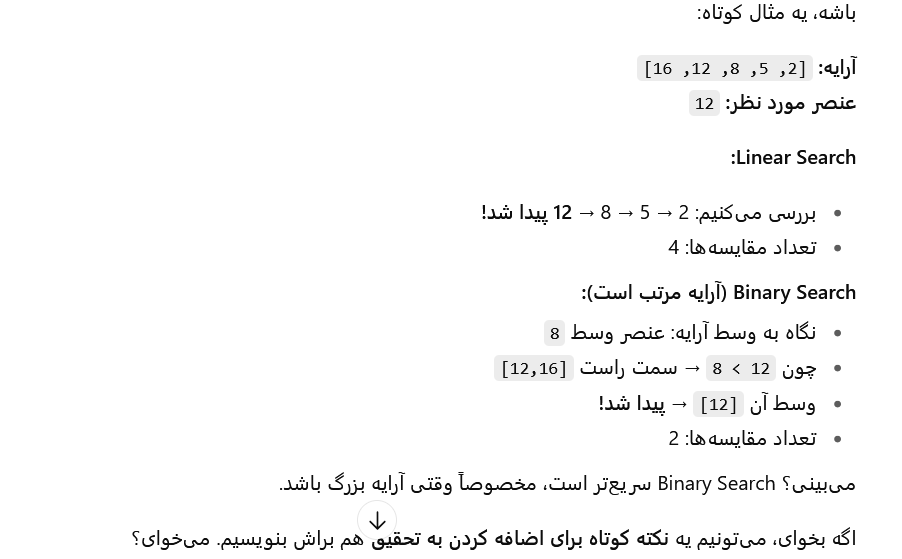 باشه، یه مثال کوتاه:
آرایه: [2, 5, 8, 12, 16]
عنصر مورد نظر: 12
Linear Search:
بررسی می‌کنیم: 2 → 5 → 8 → 12 پیدا شد!
تعداد مقایسه‌ها: 4
Binary Search (آرایه مرتب است):
نگاه به وسط آرایه: عنصر وسط 8
چون 12 > 8 → سمت راست [12,16]
وسط آن [12] → پیدا شد!
تعداد مقایسه‌ها: 2
می‌بینی؟ Binary Search سریع‌تر است، مخصوصاً وقتی آرایه بزرگ باشد.
اگه بخوای، می‌تونیم یه نکته کوتاه برای اضافه کردن به تحقیق هم براش بنویسیم. می‌خوای؟